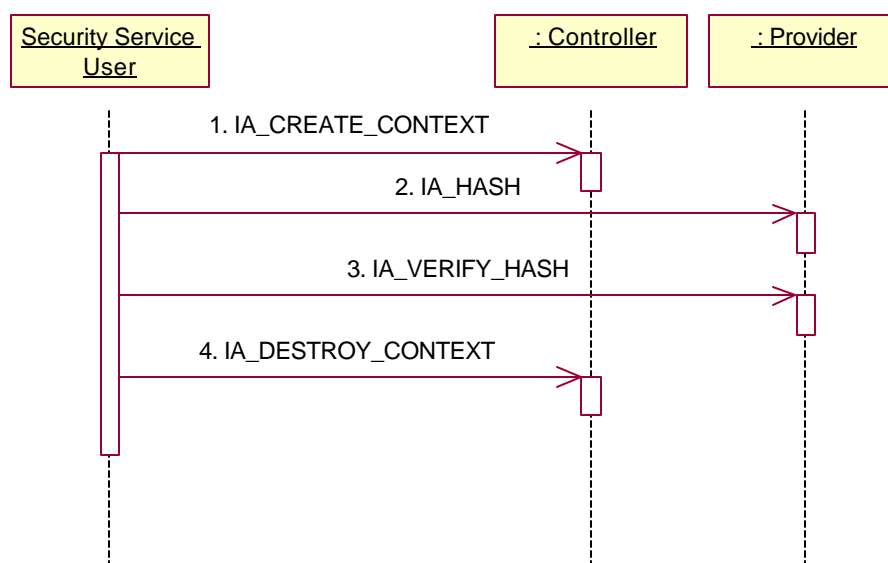 Security Service
User
: Controller
: Provider
1. IA_CREATE_CONTEXT
2. IA_HASH
3. IA_VERIFY_HASH
4. IA_DESTROY_CONTEXT